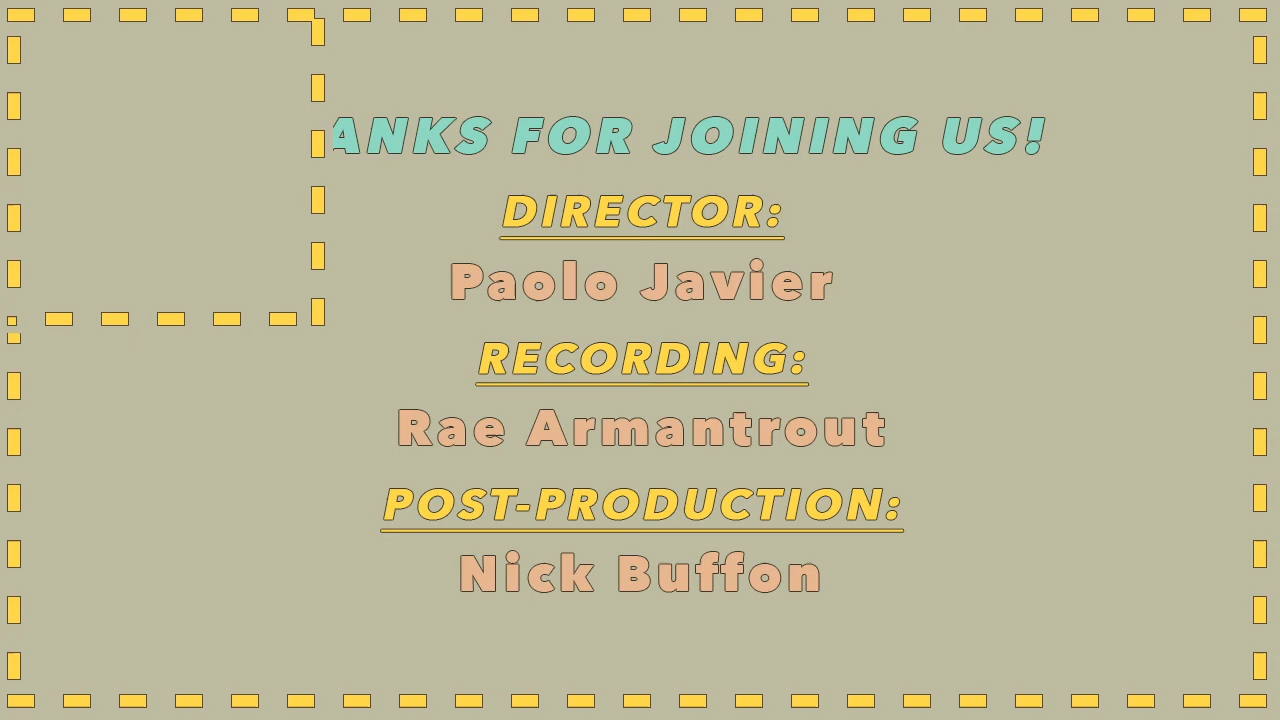 ANKS FOR JOINING US!
DIRECTOR:
Paolo Javier
RECORDING:
Rae Armantrout
POST-PRODUCTION:
Nick Buffon